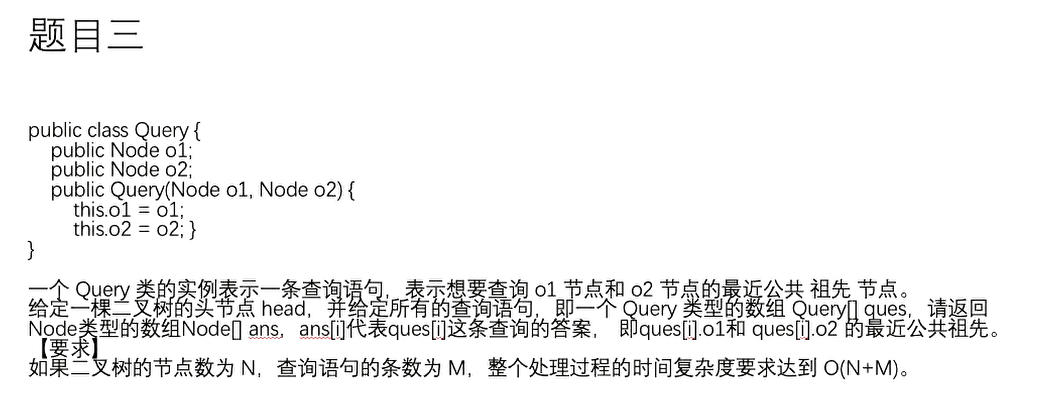 题目三
public class Query {
public Node o1;
public Node o2;
public Query(Node o1, Node o2) {
this.o1 = o1;
this.o2 = o2; }
}
一个 Query 类的实例表示一条查询语句，表示想要查询 o1 节点和 o2 节点的最近公共 祖先 节点。
给定一棵二叉树的头节点 head，并给定所有的查询语句，即一个 Query 类型的数组 Query[] ques，请返回
Node类型的数组Node[] ans，ans[i]代表ques[i]这条查询的答案， 即ques[i].o1和 ques[i].o2 的最近公共祖先。
【要求】
如果二叉树的节点数为 N，查询语句的条数为 M，整个处理过程的时间复杂度要求达到 O(N+M)。